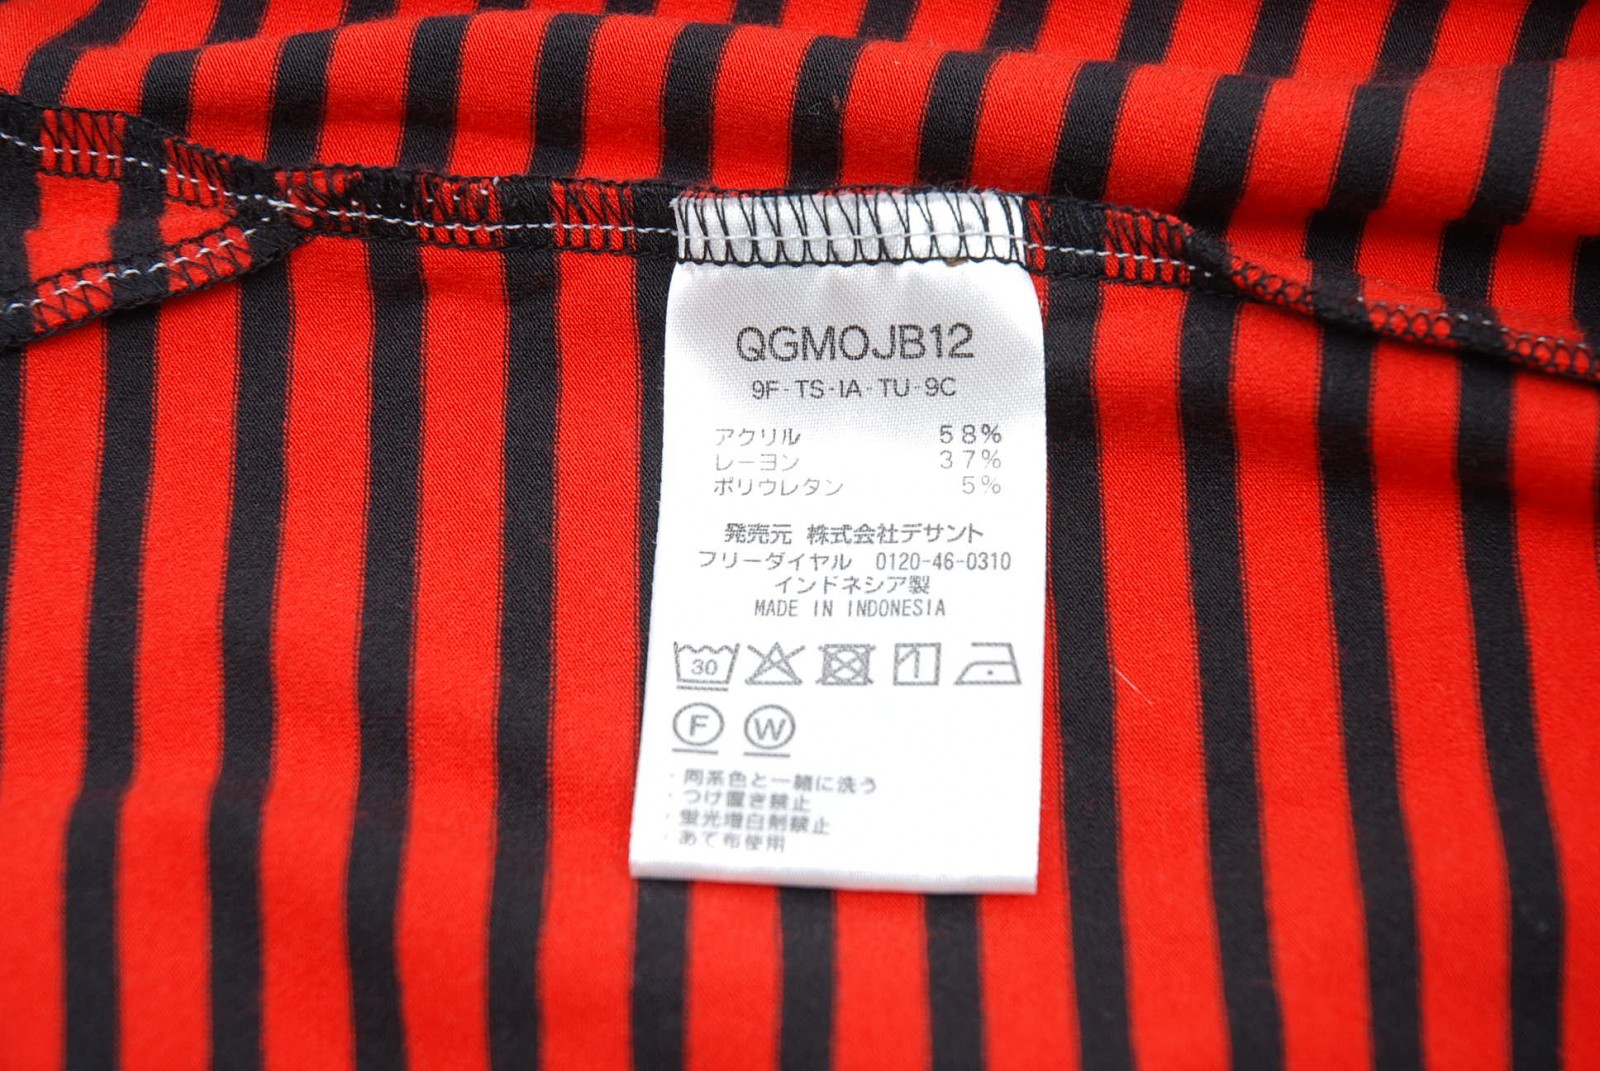 QGMOJB12
9F-TS-IA-TU-9C
アクリル 58%
レーヨン 37%
ポリウレタン 5%
発売元 株式会社デサント
フリーダイヤル 0120-46-0310
インドネシア製
MADE IN INDONESIA
30
F W
・同系色と一緒に洗う
・つけ置き禁止
・蛍光増白剤禁止
・あて布使用